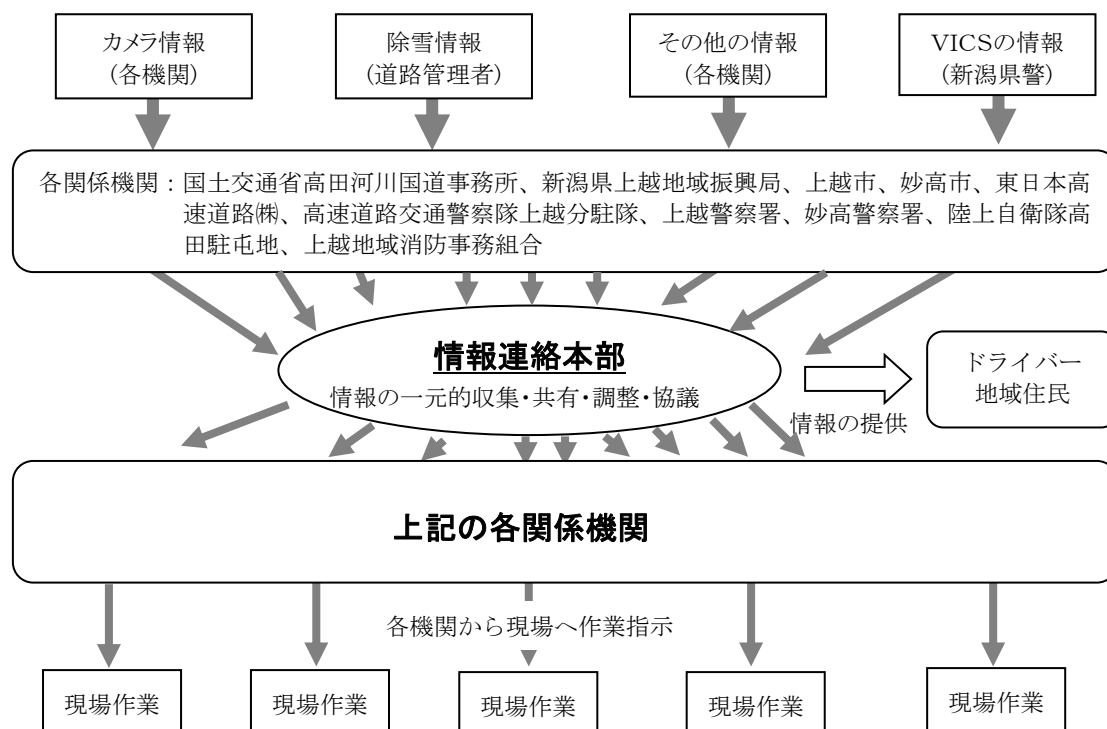 カメラ情報
(各機関)
除雪情報
(道路管理者)
その他の情報
(各機関)
VICSの情報
(新潟県警)
各関係機関：国土交通省高田河川国道事務所、新潟県上越地域振興局、上越市、妙高市、東日本高
速道路㈱、高速道路交通警察隊上越分駐隊、上越警察署、妙高警察署、陸上自衛隊高
田駐屯地、上越地域消防事務組合
情報連絡本部
情報の一元的収集・共有・調整・協議
ドライバー
地域住民
情報の提供
上記の各関係機関
各機関から現場へ作業指示
現場作業
現場作業
現場作業
現場作業
現場作業